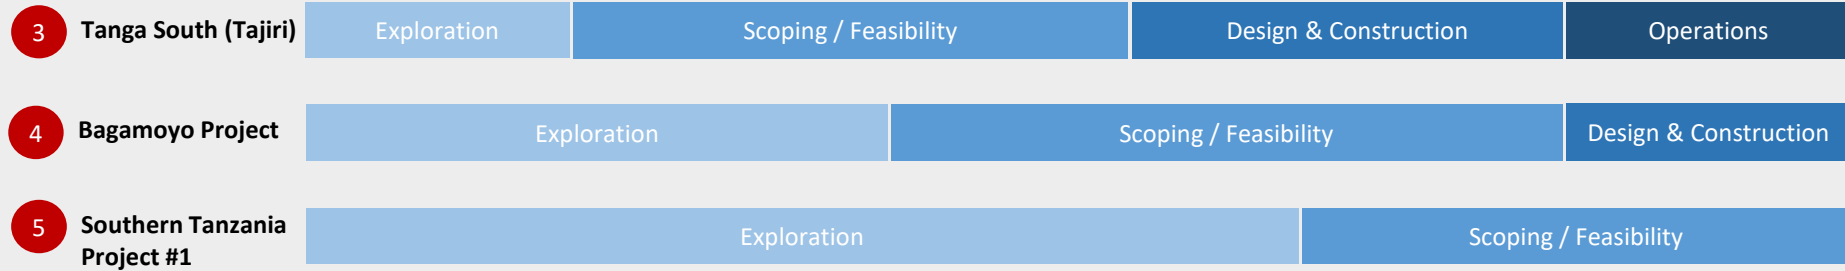 3 Tanga South (Tajiri) Exploration Scoping / Feasibility Design & Construction Operations
4 Bagamoyo Project Exploration Scoping / Feasibility Design & Construction
5 Southern Tanzania
Project #1 Exploration Scoping / Feasibility